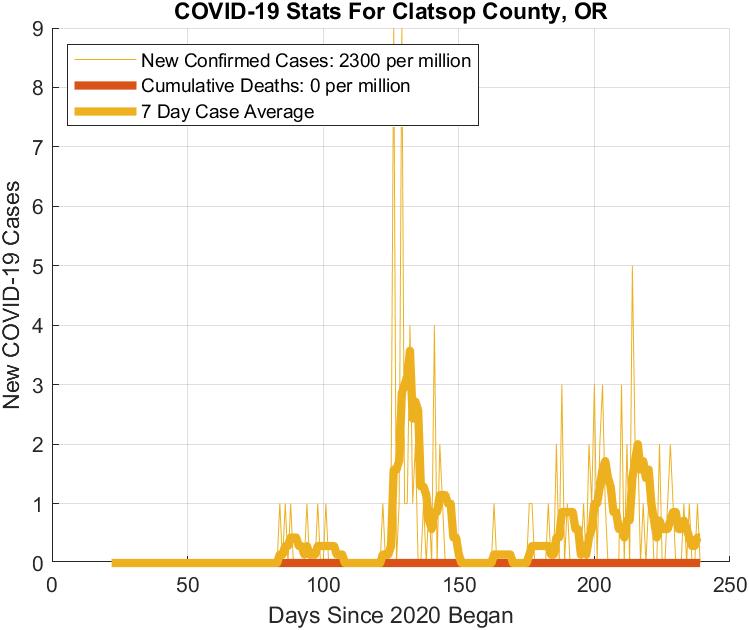 COVID-19 Stats For Clatsop County, OR
New Confirmed Cases: 2300 per million
Cumulative Deaths: 0 per million
7 Day Case Average
New COVID-19 Cases
9
8
7
6
5
4
3
2
1
0
0 50 100 150 200 250
Days Since 2020 Began